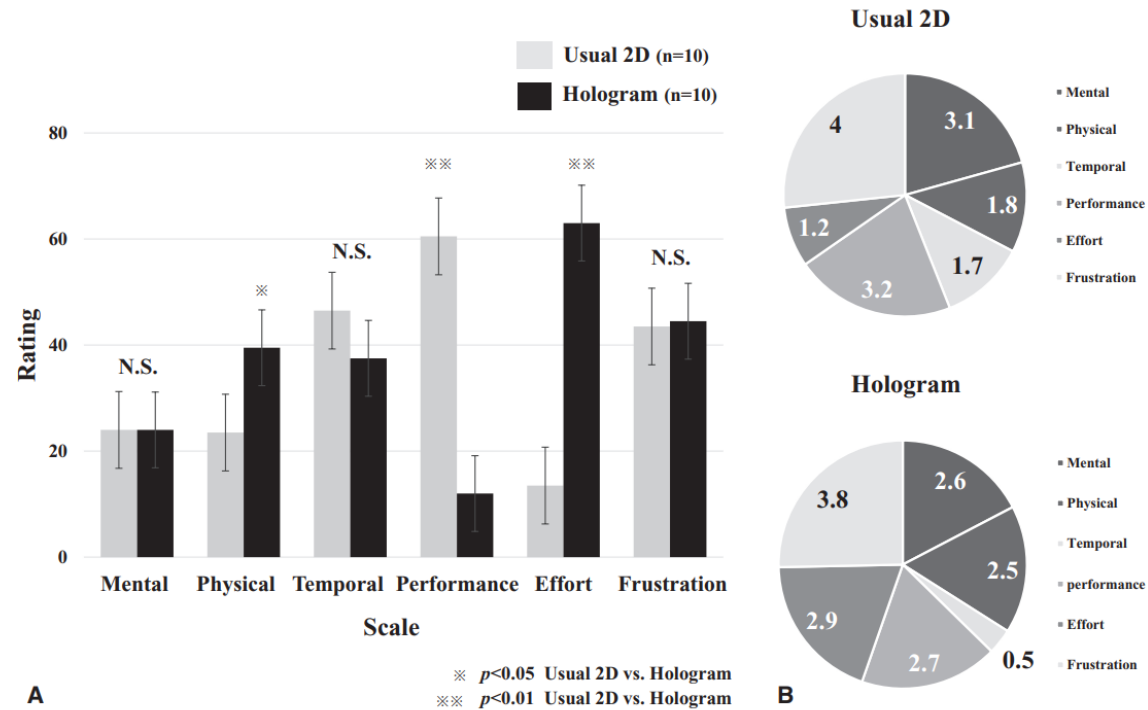 Usual 2D (n=10)
Hologram (n=10)
Rating
80
60
40
20
0
N.S.
※
N.S.
※※
※※
N.S.
Mental Physical Temporal Performance Effort Frustration
Scale
※ p<0.05 Usual 2D vs. Hologram
※※ p<0.01 Usual 2D vs. Hologram
A
Usual 2D
4
3.1
1.8
1.7
3.2
1.2
Mental
Physical
Temporal
Performance
Effort
Frustration
Hologram
3.8
2.6
2.5
0.5
2.7
2.9
Mental
Physical
Temporal
performance
Effort
Frustration
B